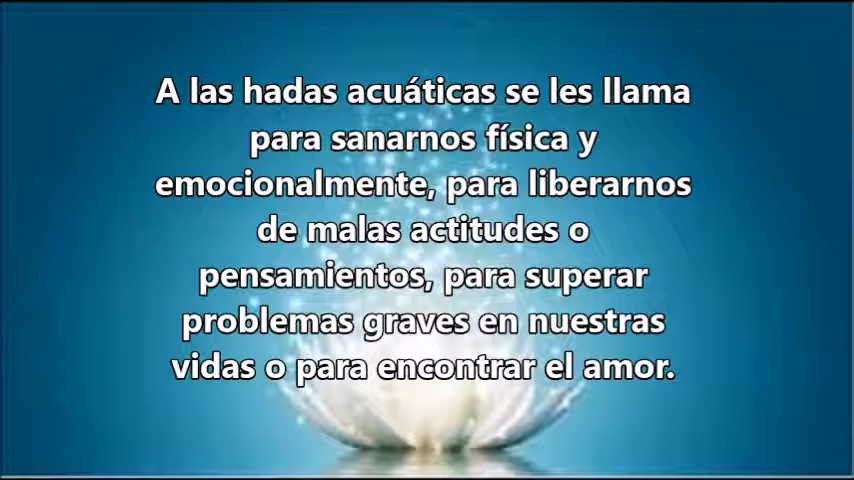 A las hadas acuáticas se les llama
para sanarnos física y
emocionalmente, para liberarnos
de malas actitudes o
pensamientos, para superar
problemas graves en nuestras
vidas o para encontrar el amor.